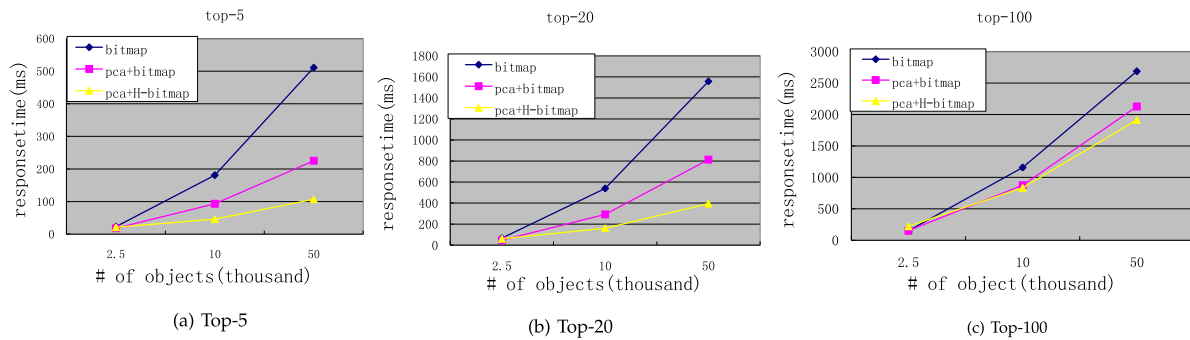 top-5
responsetime(ms)
600
500
400
300
200
100
0
bitmap
pca+bitmap
pca+H-bitmap
2.5 10 50
# of objects(thousand)
(a) Top-5
top-20
responsetime(ms)
1800
1600
1400
1200
1000
800
600
400
200
0
bitmap
pca+bitmap
pca+H-bitmap
2.5 10 50
# of objects(thousand)
(b) Top-20
top-100
responsetime(ms)
3000
2500
2000
1500
1000
500
0
bitmap
pca+bitmap
pca+H-bitmap
2.5 10 50
# of object(thousand)
(c) Top-100